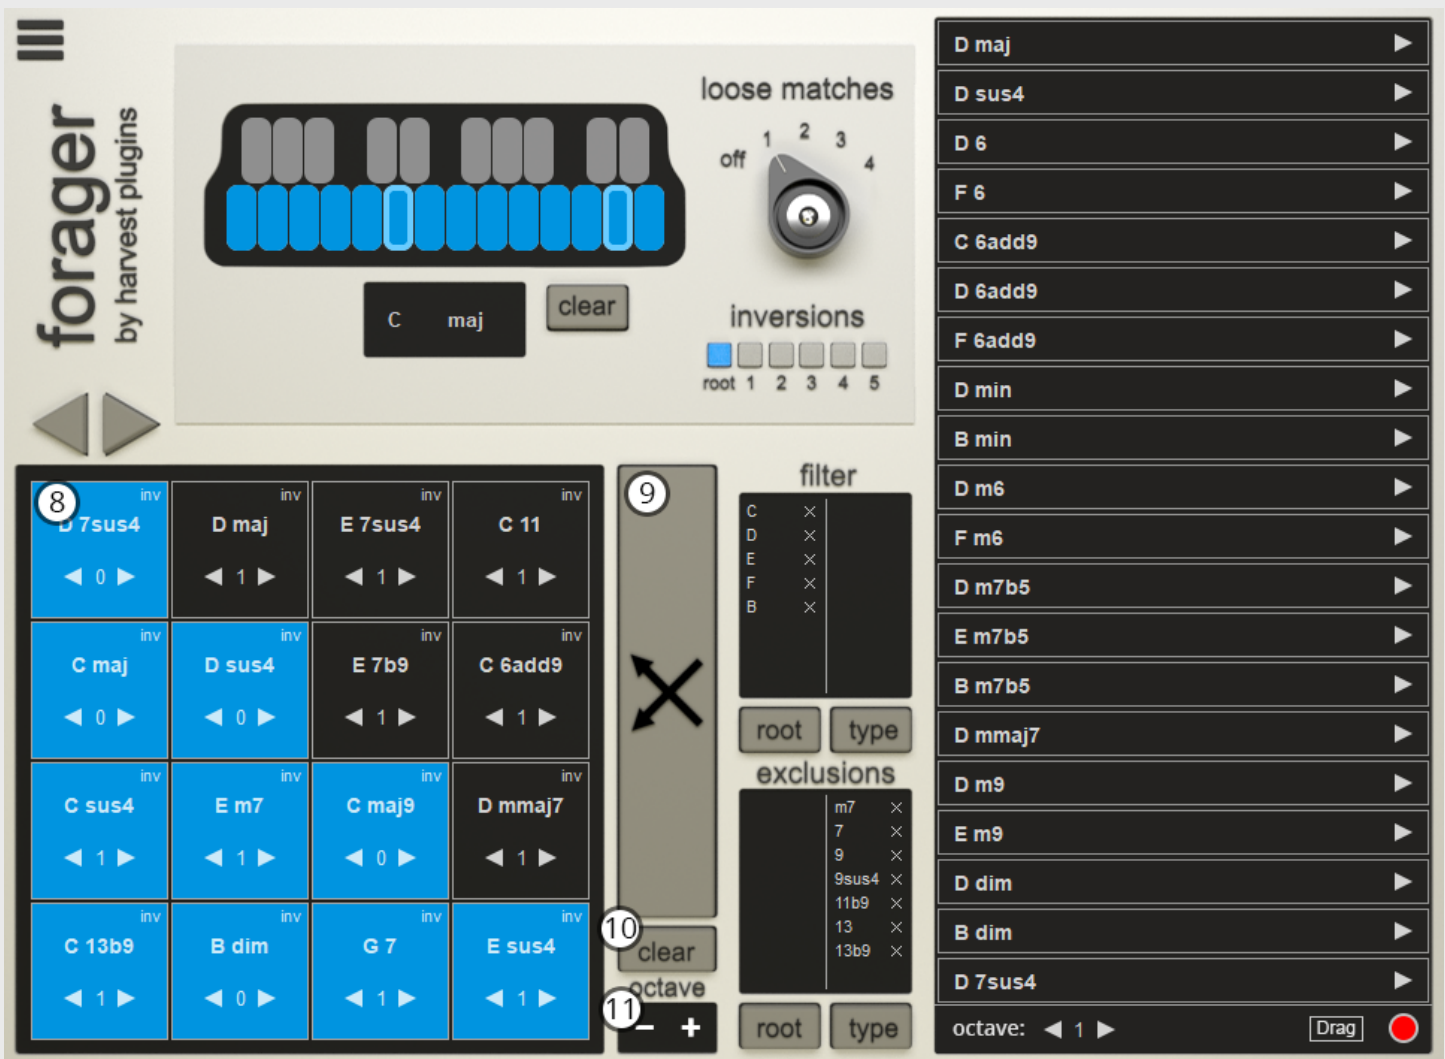 forager
by harvest plugins
C maj
clear
loose matches
off 1 2 3 4
inversions
root 1 2 3 4 5
8
inv inv inv inv
D 7sus4 D maj E 7sus4 C 11
0 1 1 1
inv inv inv inv
C maj D sus4 E 7b9 C 6add9
0 0 1 1
inv inv inv inv
C sus4 E m7 C maj9 D mmaj7
1 1 0 1
inv inv inv inv
C 13b9 B dim G 7 E sus4
1 0 1 1
9
10
clear
octave
11
- +
filter
C ×
D ×
E ×
F ×
B ×
root type
exclusions
m7 ×
7 ×
9 ×
9sus4 ×
11b9 ×
13 ×
13b9 ×
root type
D maj
D sus4
D 6
F 6
C 6add9
D 6add9
F 6add9
D min
B min
D m6
F m6
D m7b5
E m7b5
B m7b5
D mmaj7
D m9
E m9
D dim
B dim
D 7sus4
octave: 1 Drag